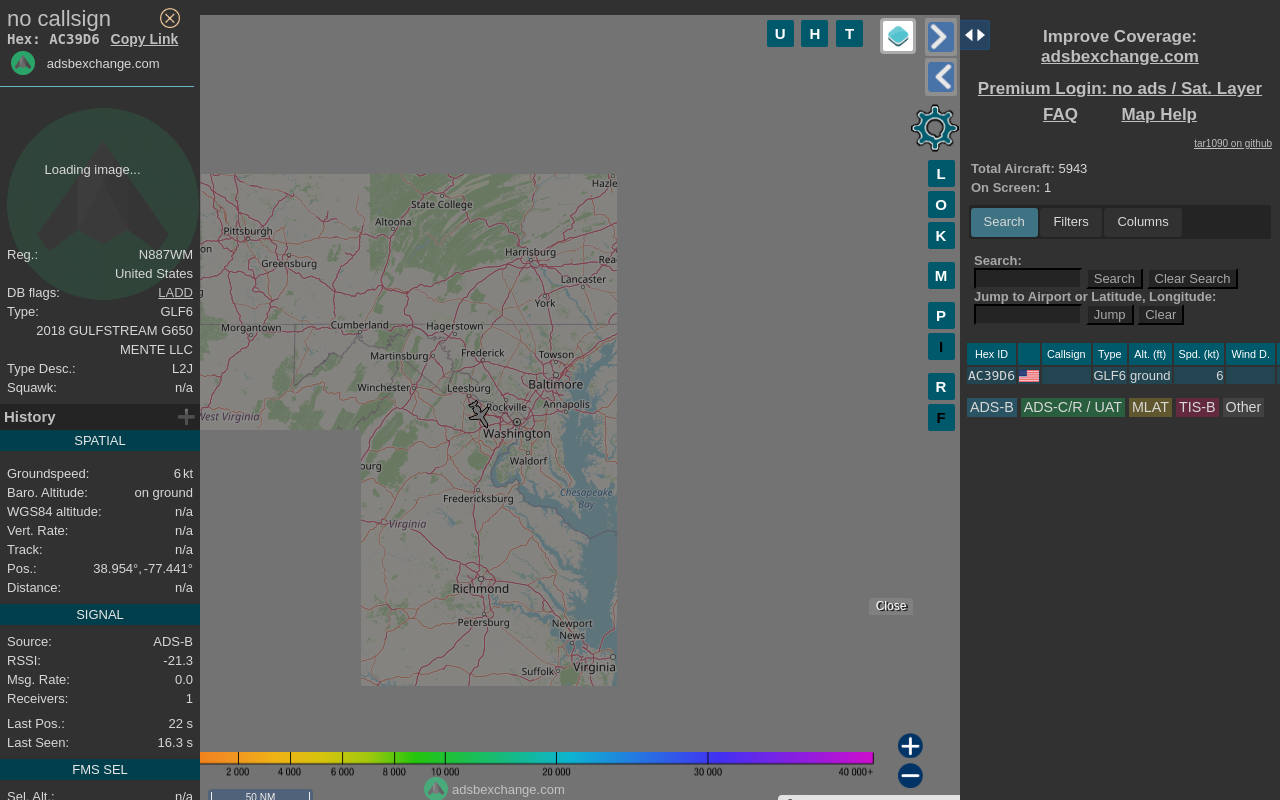 no callsign
Hex: AC39D6 Copy Link
adsbexchange.com
Loading image...
Reg.: N887WM
United States
DB flags: LADD
Type: GLF6
2018 GULFSTREAM G650
MENTE LLC
Type Desc.: L2J
Squawk: n/a
History
SPATIAL
Groundspeed: 6 kt
Baro. Altitude: on ground
WGS84 altitude: n/a
Vert. Rate: n/a
Track: n/a
Pos.: 38.954°, -77.441°
Distance: n/a
SIGNAL
Source: ADS-B
RSSI: -21.3
Msg. Rate: 0.0
Receivers: 1
Last Pos.: 22 s
Last Seen: 16.3 s
FMS SEL
Sel. Alt.: n/a
U H T
L
O
K
M
P
I
R
F
Hazle
State College
Altoona
Pittsburgh
Harrisburg
Greensburg
Rea
Lancaster
York
Morgantown
Cumberland
Hagerstown
Martinsburg
Frederick
Towson
Winchester
Leesburg
Baltimore
Rockville
Annapolis
West Virginia
Washington
Waldorf
burg
Chesapeake
Bay
Fredericksburg
Virginia
Richmond
Petersburg
Newport
News
Suffolk
Virginia
Close
2 000 4 000 6 000 8 000 10 000 20 000 30 000 40 000+
adsbexchange.com
50 NM
Improve Coverage:
adsbexchange.com
Premium Login: no ads / Sat. Layer
FAQ Map Help
tar1090 on github
Total Aircraft: 5943
On Screen: 1
Search Filters Columns
Search:
Search Clear Search
Jump to Airport or Latitude, Longitude:
Jump Clear
Hex ID Callsign Type Alt. (ft) Spd. (kt) Wind D.
AC39D6 GLF6 ground 6
ADS-B ADS-C/R / UAT MLAT TIS-B Other